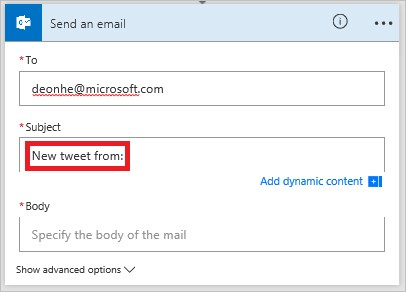 Send an email
*To
deonhe@microsoft.com
*Subject
New tweet from:
Add dynamic content
*Body
Specify the body of the mail
Show advanced options